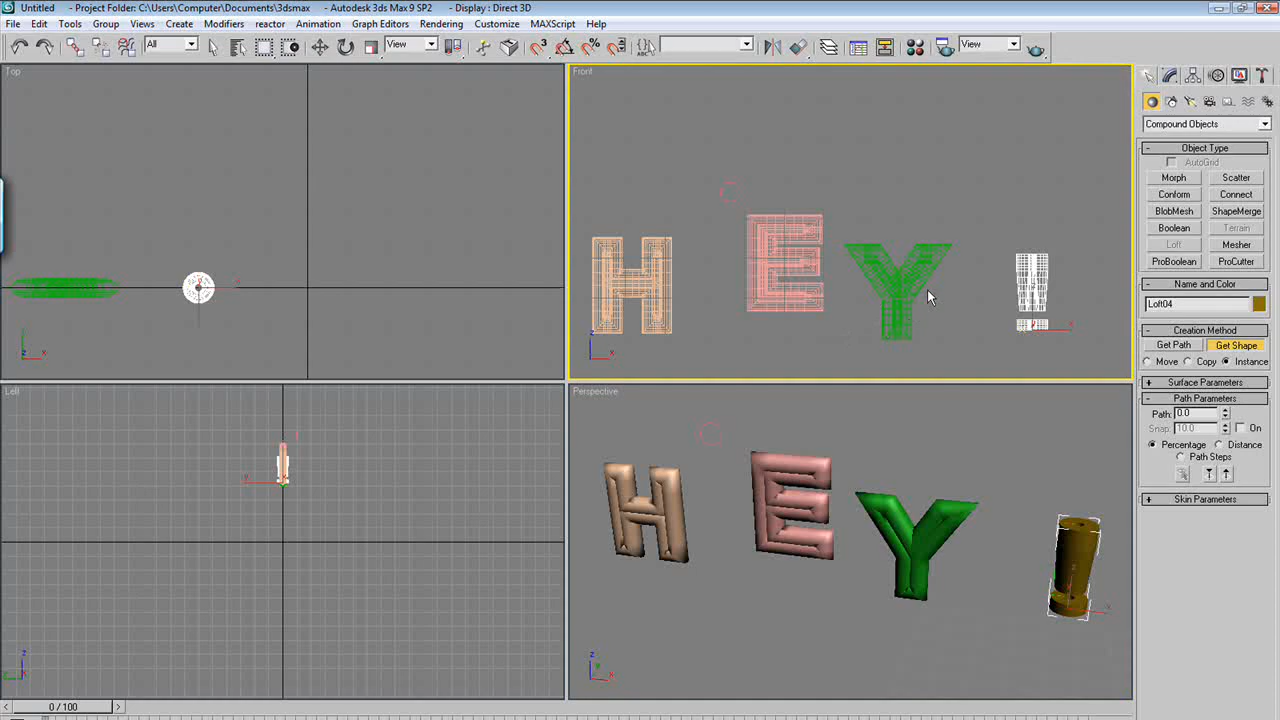 Untitled - Project Folder: C:\Users\Computer\Documents\3dsmax - Autodesk 3ds Max 9 SP2 - Display : Direct 3D
File Edit Tools Group Views Create Modifiers reactor Animation Graph Editors Rendering Customize MAXScript Help
All View View
Top
Front
Compound Objects
- Object Type
AutoGrid
Morph Scatter
Conform Connect
BlobMesh ShapeMerge
Boolean Terrain
Loft Mesher
ProBoolean ProCutter
- Name and Color
Loft04
- Creation Method
Get Path Get Shape
Move Copy Instance
+ Surface Parameters
- Path Parameters
Path: 0.0
Snap: 10.0 On
Percentage Distance
Path Steps
+ Skin Parameters
H E Y !
z x
z x
Left
Perspective
H E Y !
z
z y x
0 / 100